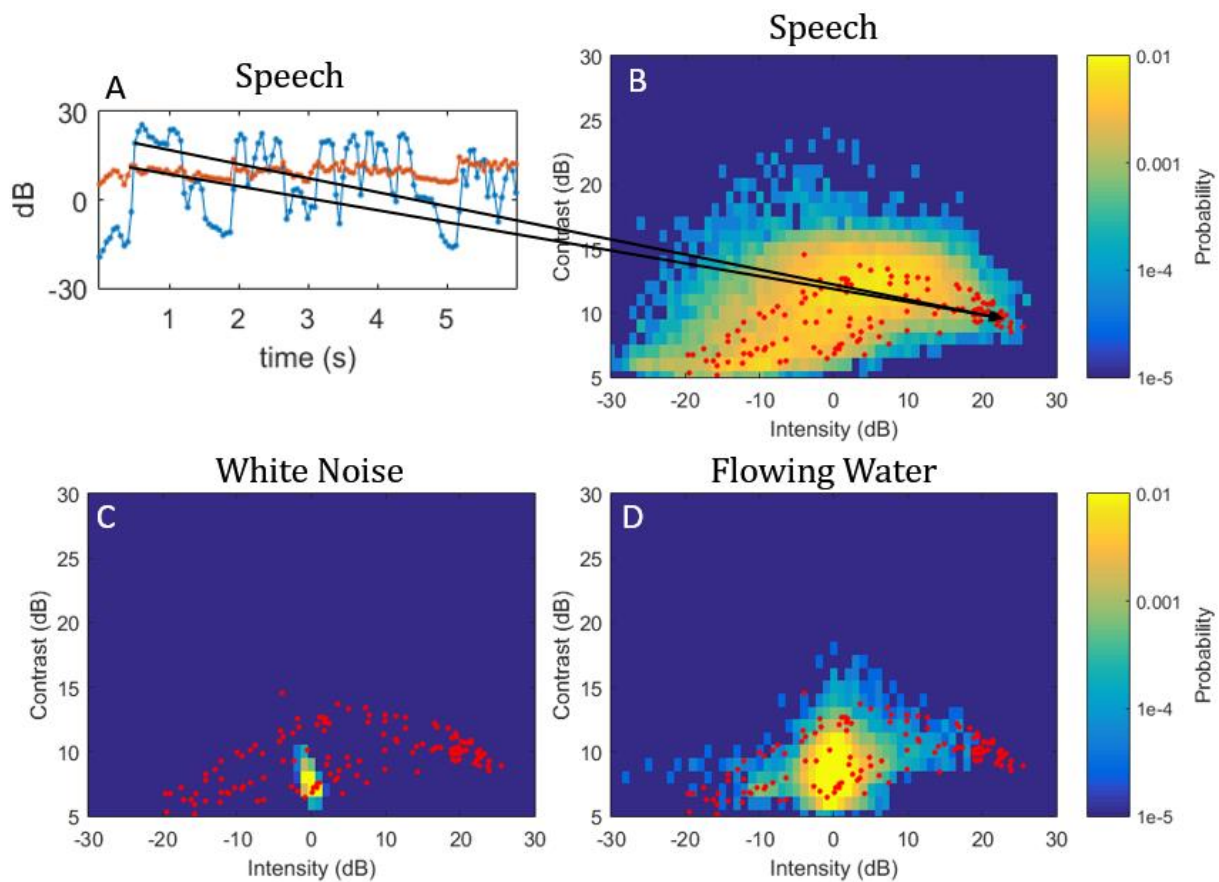 Speech
A
30
0
-30
dB
1 2 3 4 5
time (s)
Speech
B
30
25
20
15
10
5
Contrast (dB)
-30 -20 -10 0 10 20 30
Intensity (dB)
0.01
0.001
1e-4
1e-5
Probability
White Noise
C
30
25
20
15
10
5
Contrast (dB)
-30 -20 -10 0 10 20 30
Intensity (dB)
Flowing Water
D
30
25
20
15
10
5
Contrast (dB)
-30 -20 -10 0 10 20 30
Intensity (dB)
0.01
0.001
1e-4
1e-5
Probability